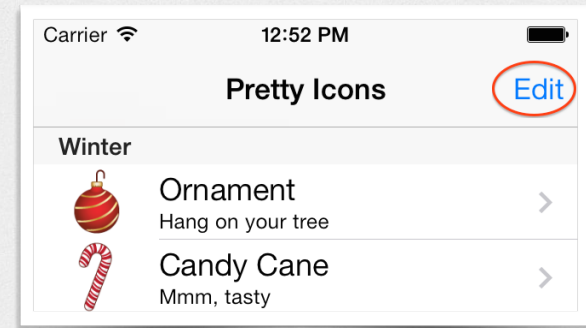 Carrier 12:52 PM
Pretty Icons Edit
Winter
Ornament
Hang on your tree
Candy Cane
Mmm, tasty